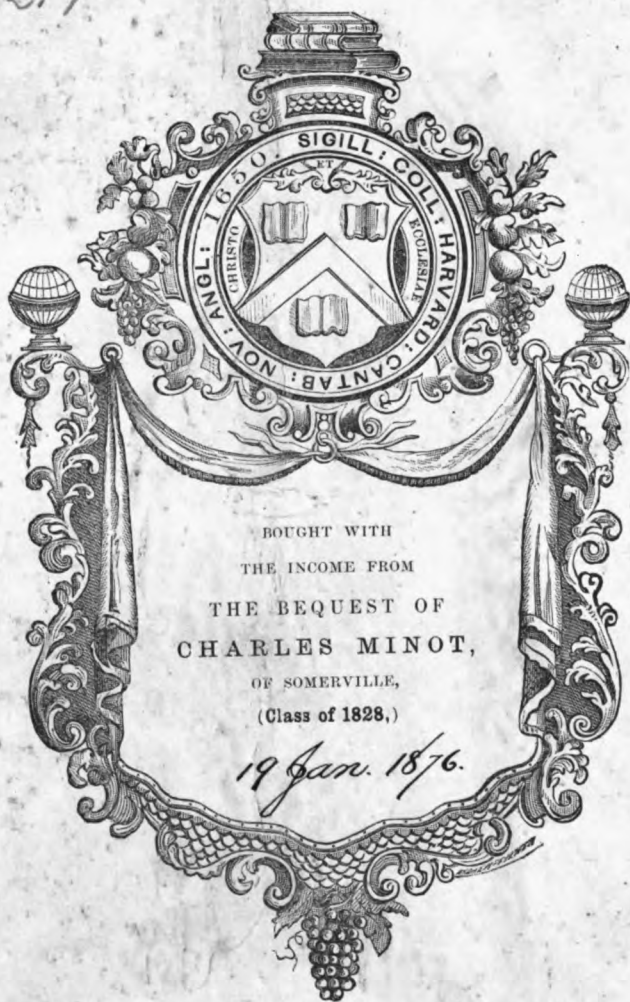 SIGILL: COLL: HARVARD: CANTAB: NOV: ANGL: 1650.
ET
CHRISTO
ECCLESIAE
BOUGHT WITH
THE INCOME FROM
THE BEQUEST OF
CHARLES MINOT,
OF SOMERVILLE,
(Class of 1828,)
19 Jan. 1876.